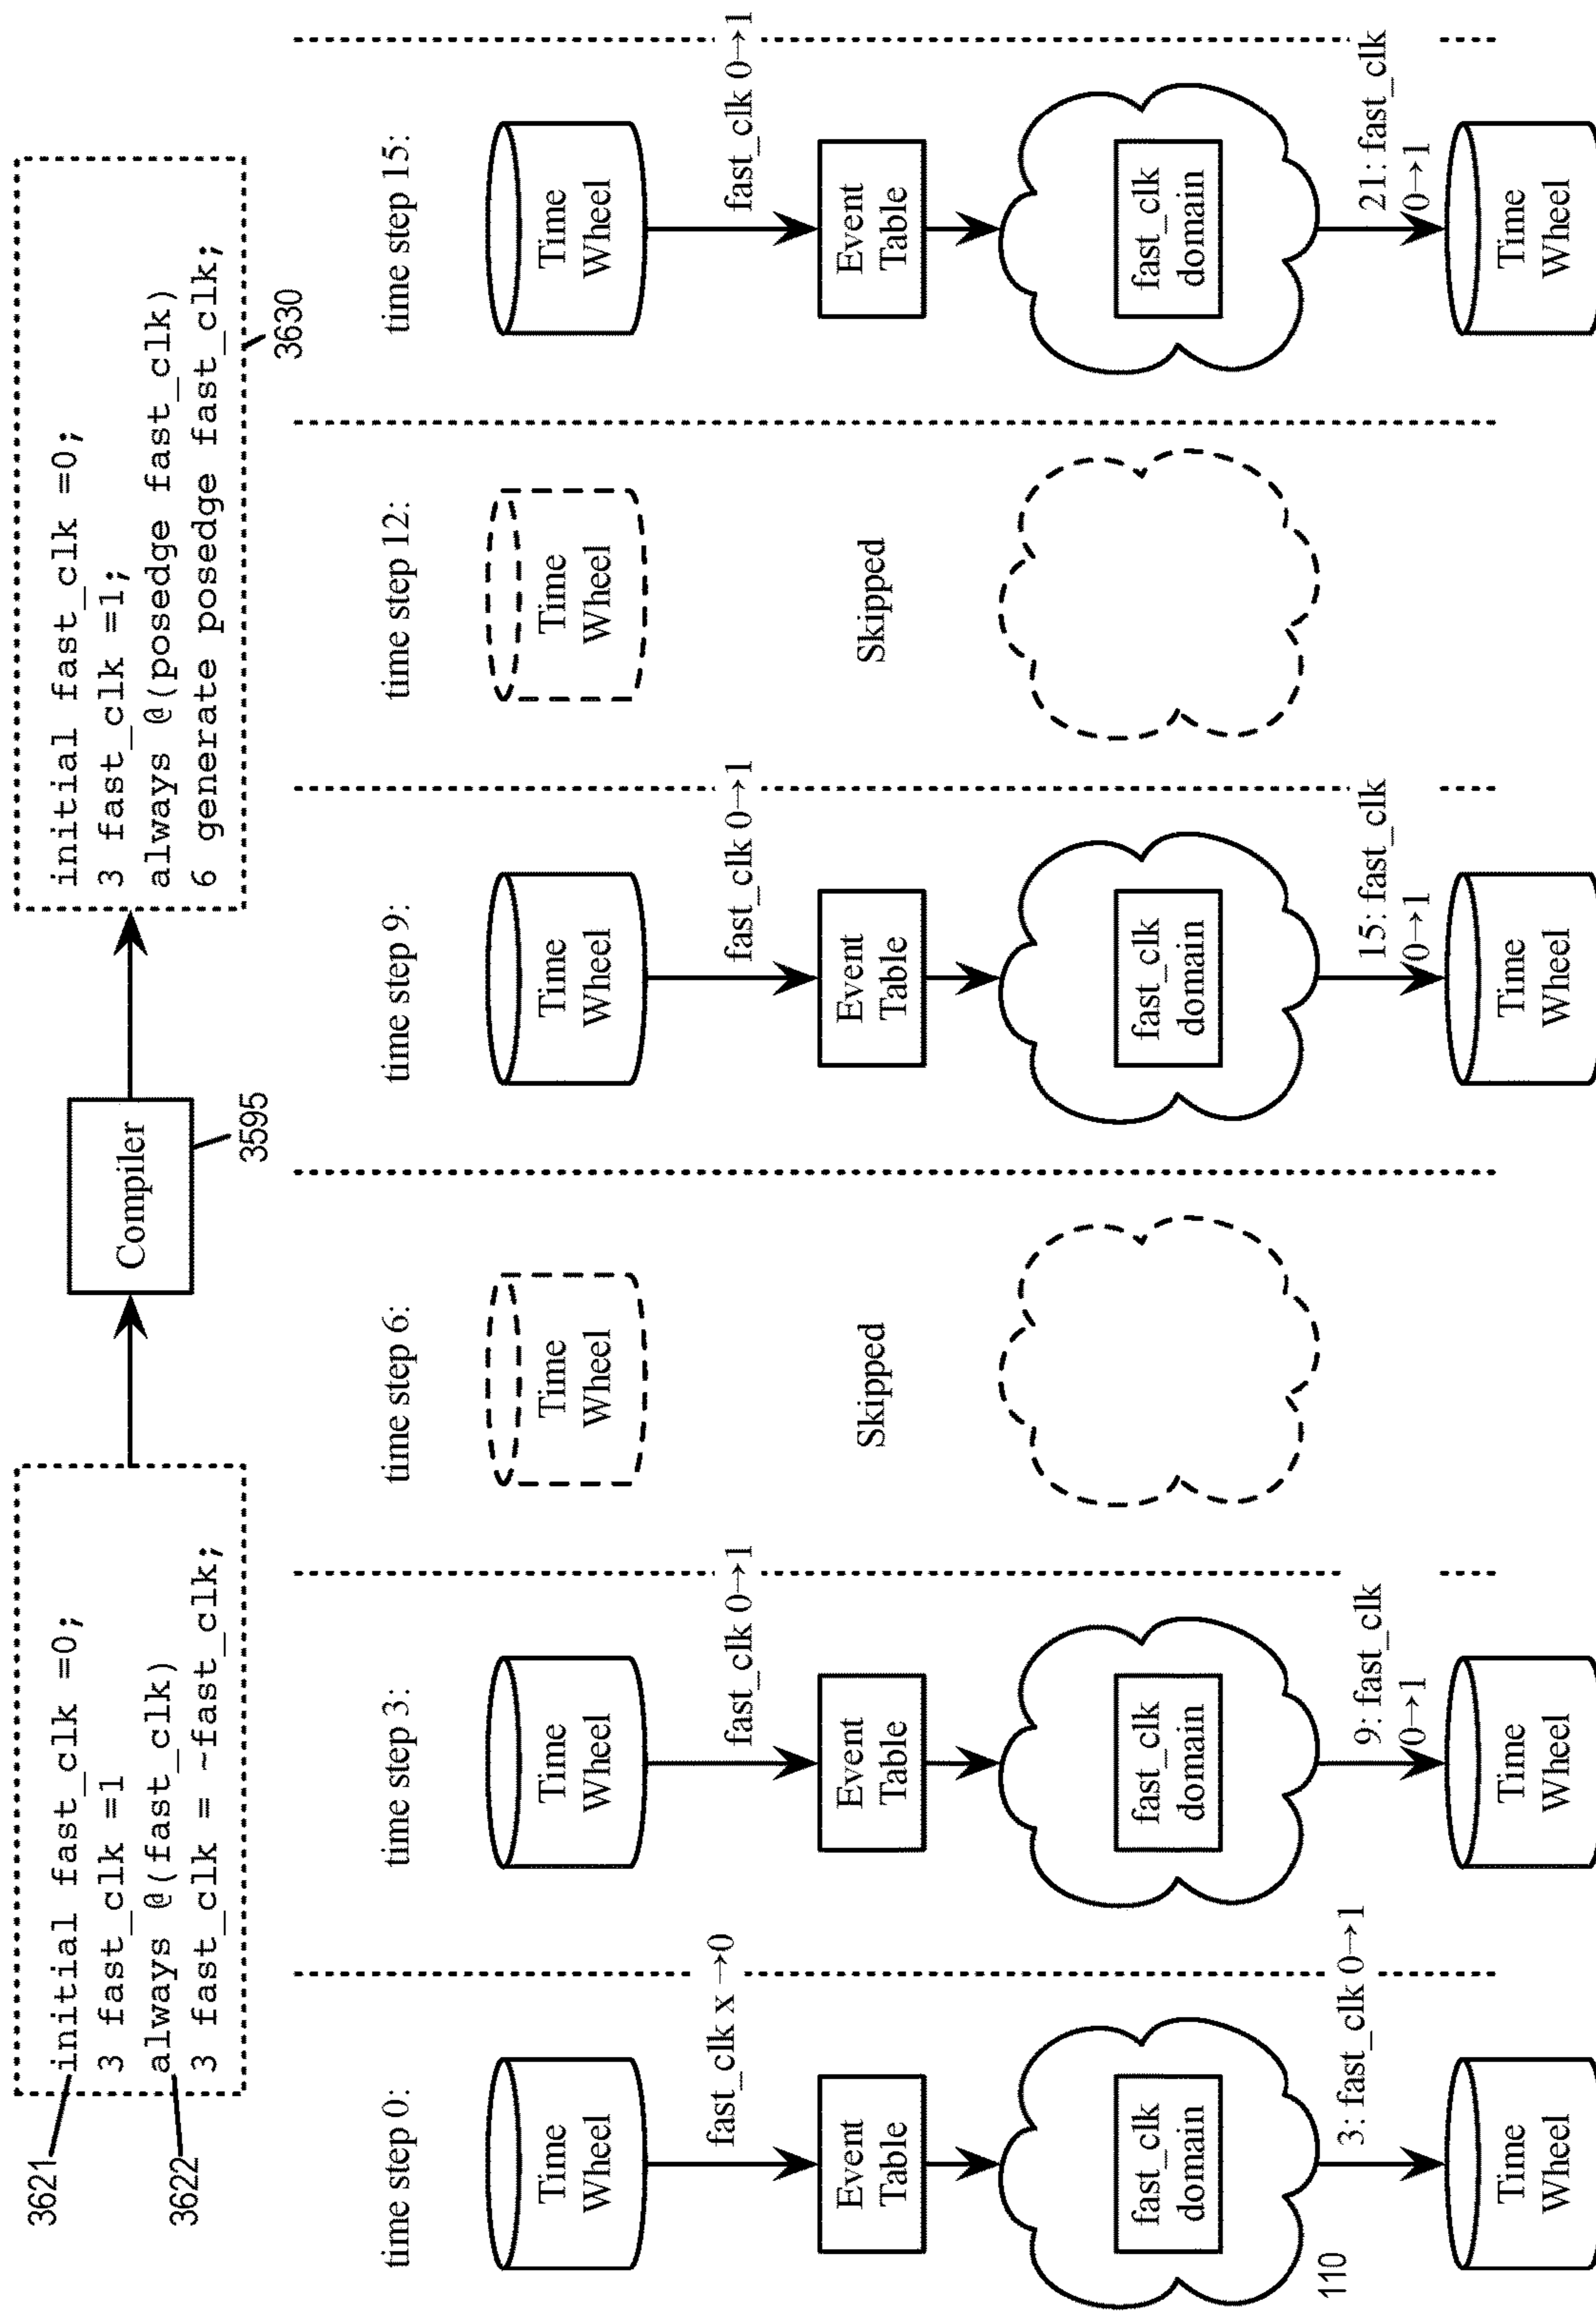 3621
3622
initial fast_clk =0;
3 fast_clk =1
always @(fast_clk)
3 fast_clk = ~fast_clk;
Compiler
3595
initial fast_clk =0;
3 fast_clk =1;
always @(posedge fast_clk)
6 generate posedge fast_clk;
3630
time step 0:
Time
Wheel
fast_clk x →0
Event
Table
fast_clk
domain
110
3: fast_clk 0→1
Time
Wheel
time step 3:
Time
Wheel
fast_clk 0→1
Event
Table
fast_clk
domain
9: fast_clk
0→1
Time
Wheel
time step 6:
Time
Wheel
Skipped
time step 9:
Time
Wheel
fast_clk 0→1
Event
Table
fast_clk
domain
15: fast_clk
0→1
Time
Wheel
time step 12:
Time
Wheel
Skipped
time step 15:
Time
Wheel
fast_clk 0→1
Event
Table
fast_clk
domain
21: fast_clk
0→1
Time
Wheel